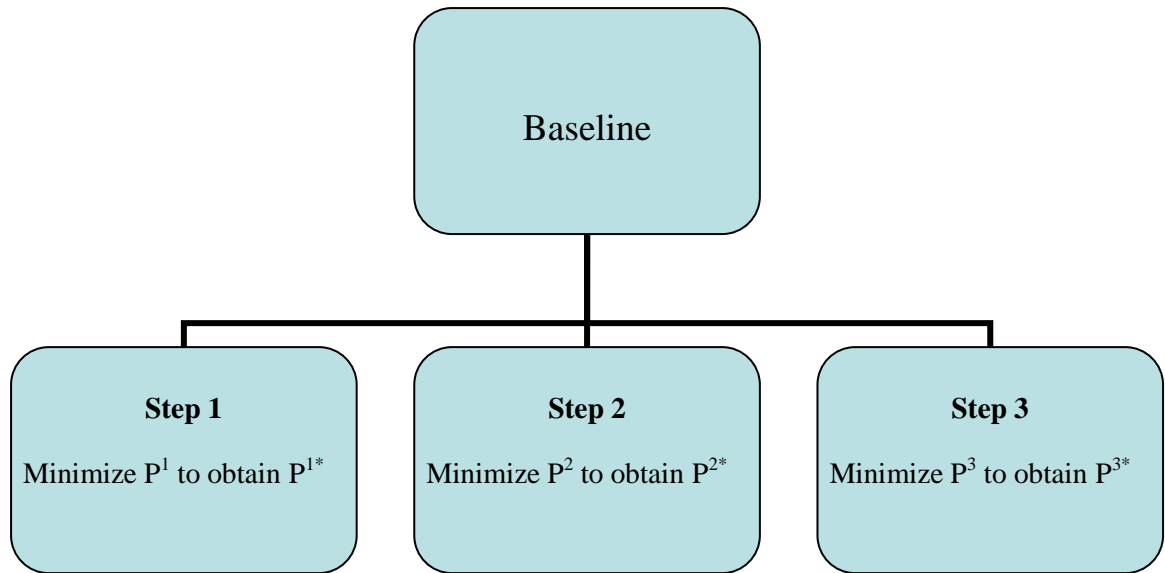 Baseline
Step 1
Minimize P¹ to obtain P¹*
Step 2
Minimize P² to obtain P²*
Step 3
Minimize P³ to obtain P³*